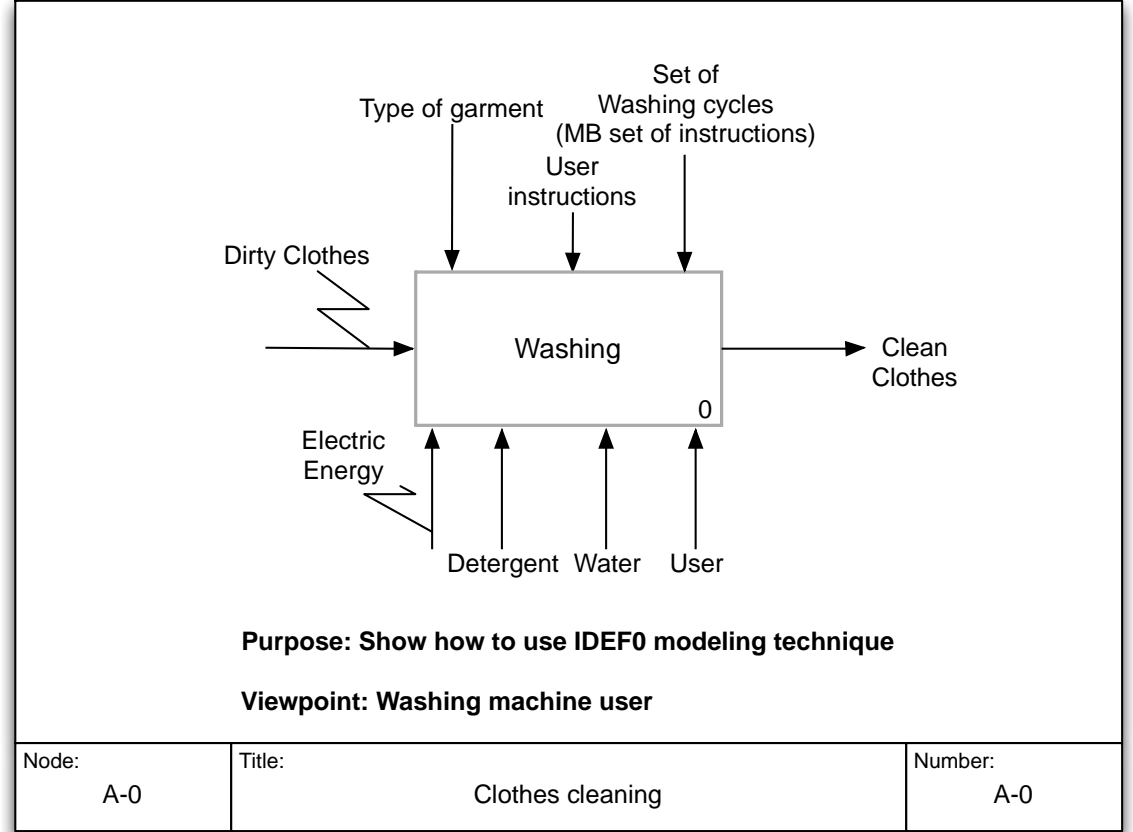 Set of
Washing cycles
(MB set of instructions)
Type of garment
User
instructions
Dirty Clothes
Washing
0
Clean
Clothes
Electric
Energy
Detergent Water User
Purpose: Show how to use IDEF0 modeling technique
Viewpoint: Washing machine user
Node:
A-0
Title:
Clothes cleaning
Number:
A-0